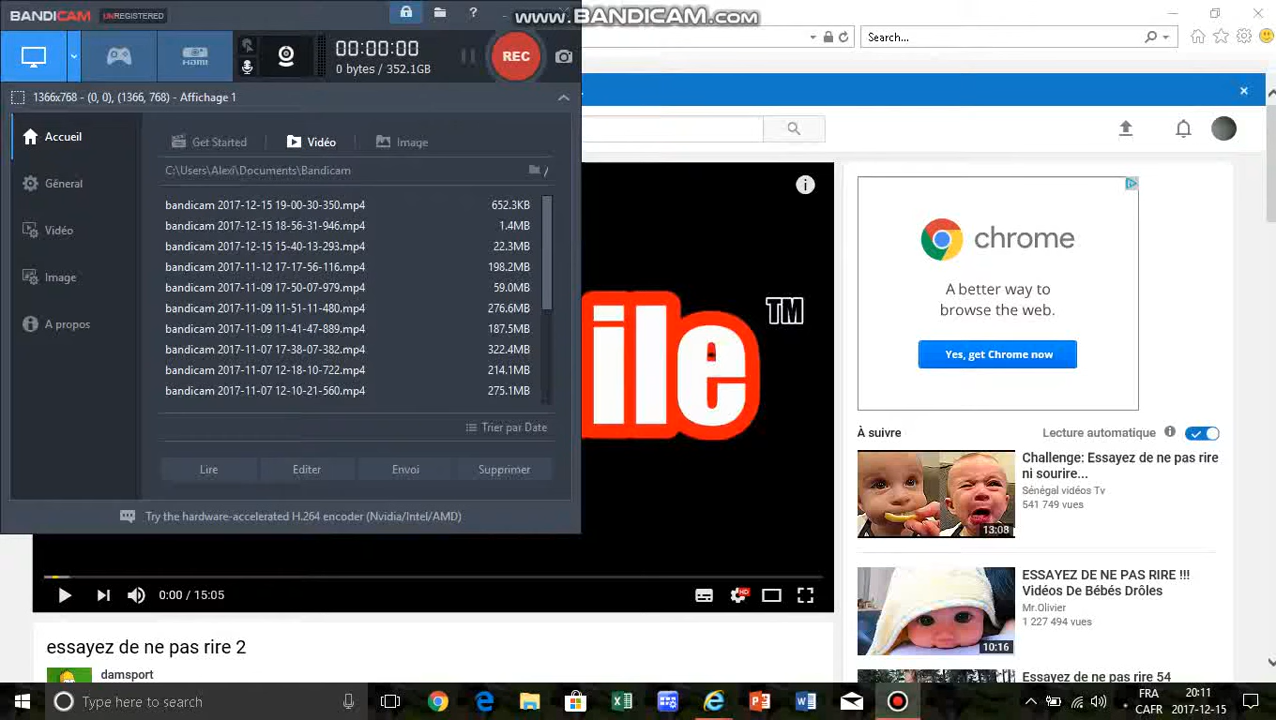 BANDICAM UNREGISTERED
www.BANDICAM.com
00:00:00
0 bytes / 352.1GB
REC
HDMI
Search...
1366x768 - (0, 0), (1366, 768) - Affichage 1
Accueil
Géneral
Vidéo
Image
A propos
Get Started Vidéo Image
C:\Users\Alexi\Documents\Bandicam
bandicam 2017-12-15 19-00-30-350.mp4 652.3KB
bandicam 2017-12-15 18-56-31-946.mp4 1.4MB
bandicam 2017-12-15 15-40-13-293.mp4 22.3MB
bandicam 2017-11-12 17-17-56-116.mp4 198.2MB
bandicam 2017-11-09 17-50-07-979.mp4 59.0MB
bandicam 2017-11-09 11-51-11-480.mp4 276.6MB
bandicam 2017-11-09 11-41-47-889.mp4 187.5MB
bandicam 2017-11-07 17-38-07-382.mp4 322.4MB
bandicam 2017-11-07 12-18-10-722.mp4 214.1MB
bandicam 2017-11-07 12-10-21-560.mp4 275.1MB
Trier par Date
Lire Editer Envoi Supprimer
Try the hardware-accelerated H.264 encoder (Nvidia/Intel/AMD)
ile TM
0:00 / 15:05
HD
essayez de ne pas rire 2
damsport
chrome
A better way to
browse the web.
Yes, get Chrome now
À suivre
Lecture automatique
Challenge: Essayez de ne pas rire
ni sourire...
Sénégal vidéos Tv
541 749 vues
13:08
ESSAYEZ DE NE PAS RIRE !!!
Vidéos De Bébés Drôles
Mr.Olivier
1 227 494 vues
10:16
Essayez de ne pas rire 54
Type here to search
FRA
CAFR
20:11
2017-12-15